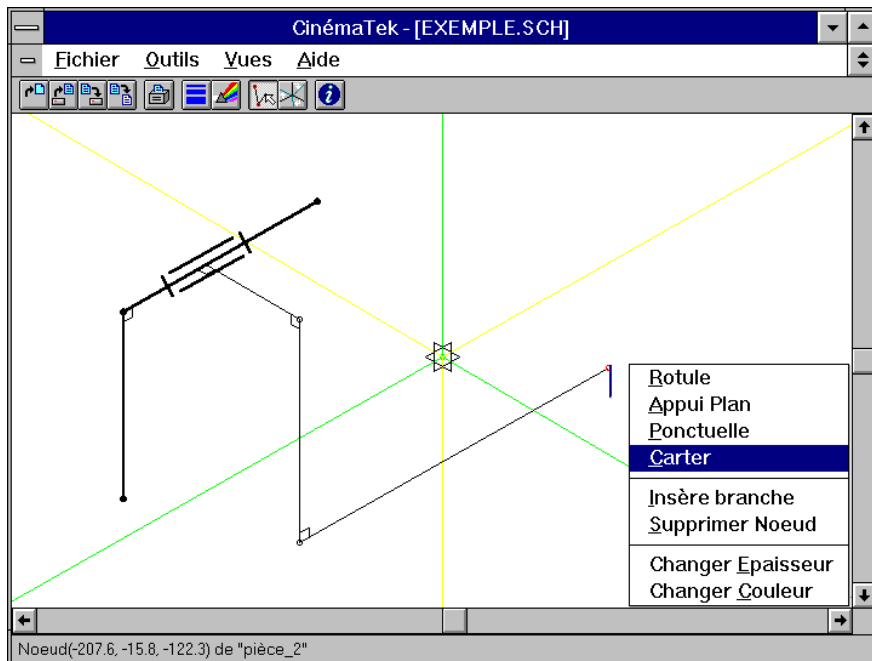 CinémaTek - [EXEMPLE.SCH]
Fichier Outils Vues Aide
Rotule
Appui Plan
Ponctuelle
Carter
Insère branche
Supprimer Noeud
Changer Epaisseur
Changer Couleur
Noeud(-207.6, -15.8, -122.3) de "pièce_2"